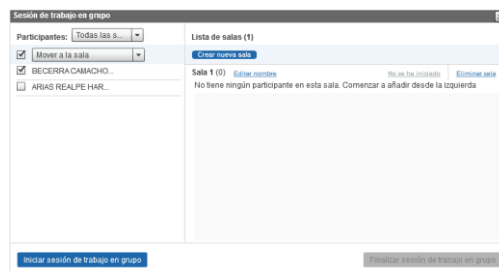 Sesión de trabajo en grupo
Participantes: Todas las s...
Mover a la sala
BECERRA CAMACHO...
ARIAS REALPE HAR...
Lista de salas (1)
Crear nueva sala
Sala 1 (0) Editar nombre No se ha iniciado Eliminar sala
No tiene ningún participante en esta sala. Comenzar a añadir desde la izquierda
Iniciar sesión de trabajo en grupo
Finalizar sesión de trabajo en grupo